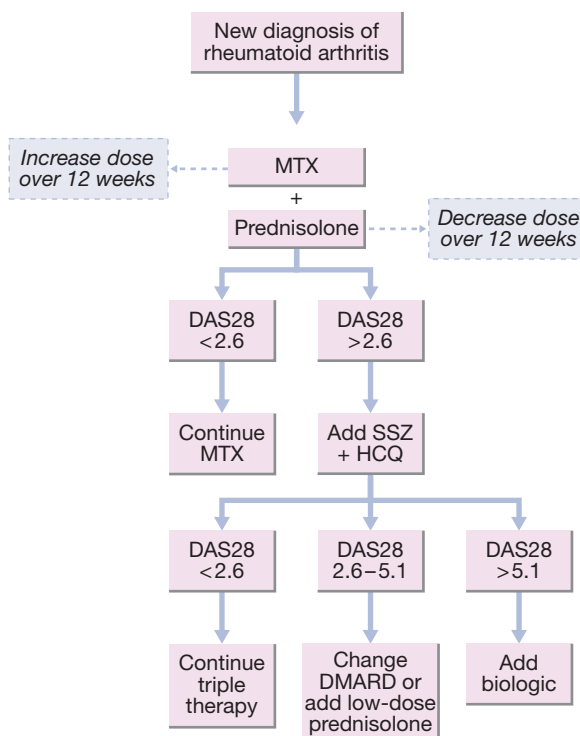 New diagnosis of
rheumatoid arthritis
Increase dose
over 12 weeks
MTX
+
Prednisolone
Decrease dose
over 12 weeks
DAS28
<2.6
DAS28
>2.6
Continue
MTX
Add SSZ
+ HCQ
DAS28
<2.6
DAS28
2.6–5.1
DAS28
>5.1
Continue
triple
therapy
Change
DMARD or
add low-dose
prednisolone
Add
biologic